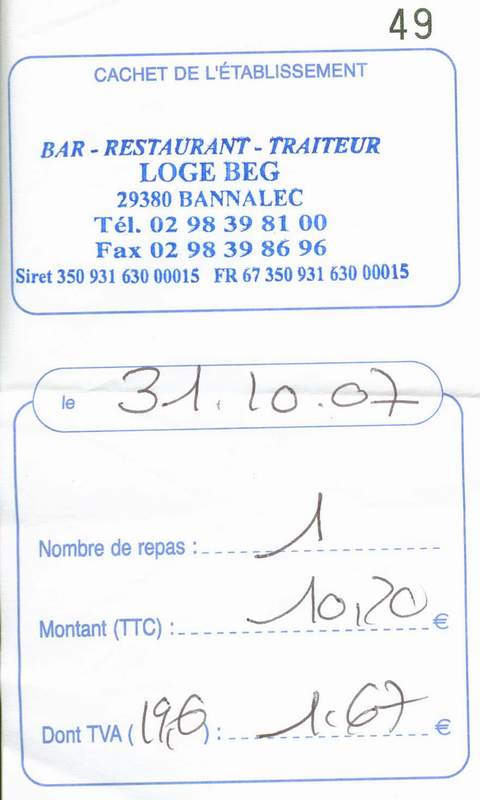 49
CACHET DE L'ÉTABLISSEMENT
BAR - RESTAURANT - TRAITEUR
LOGE BEG
29380 BANNALEC
Tél. 02 98 39 81 00
Fax 02 98 39 86 96
Siret 350 931 630 00015 FR 67 350 931 630 00015
le 31.10.07
Nombre de repas : 1
Montant (TTC) : 10,20 €
Dont TVA (19,6) : 1.67 €